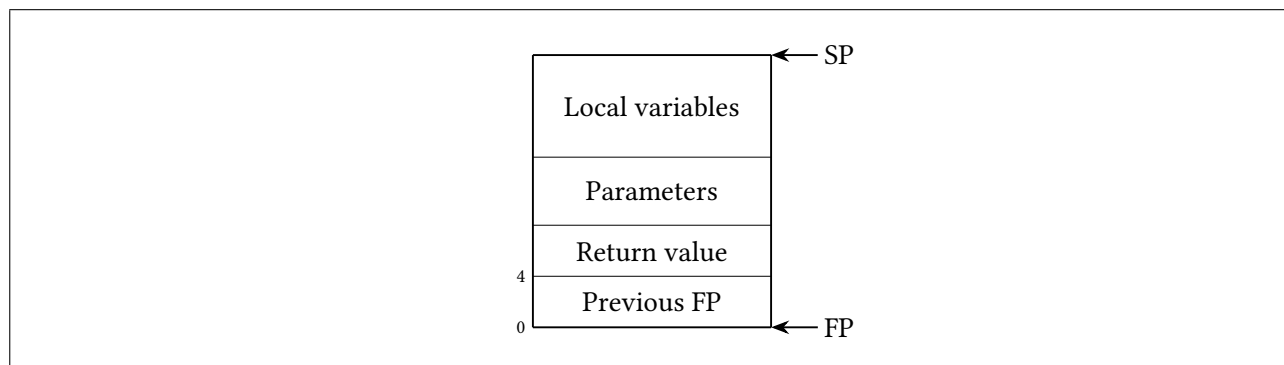 SP
Local variables
Parameters
Return value
4
Previous FP
0
FP